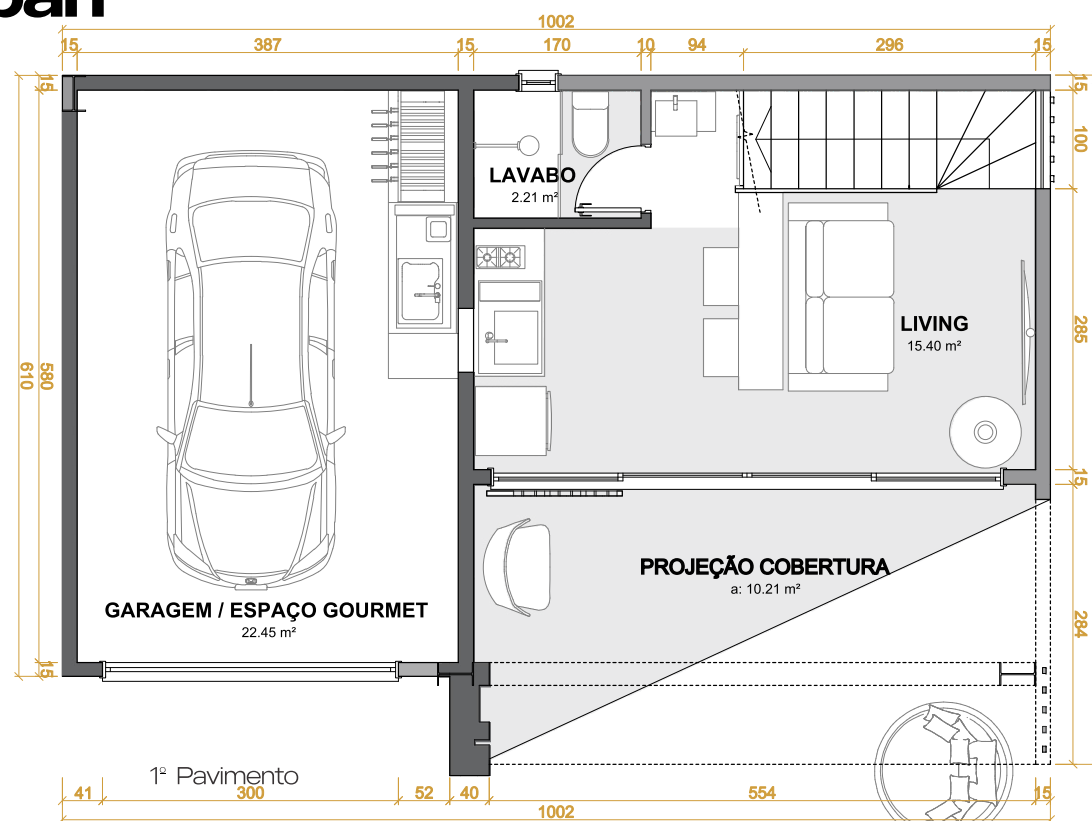 1002
15 387 15 170 10 94 296 15
15
15
100
LAVABO
2.21 m²
LIVING
15.40 m²
285
610
580
15
PROJEÇÃO COBERTURA
a: 10.21 m²
GARAGEM / ESPAÇO GOURMET
22.45 m²
284
15
1º Pavimento
41 300 52 40 554 15
1002